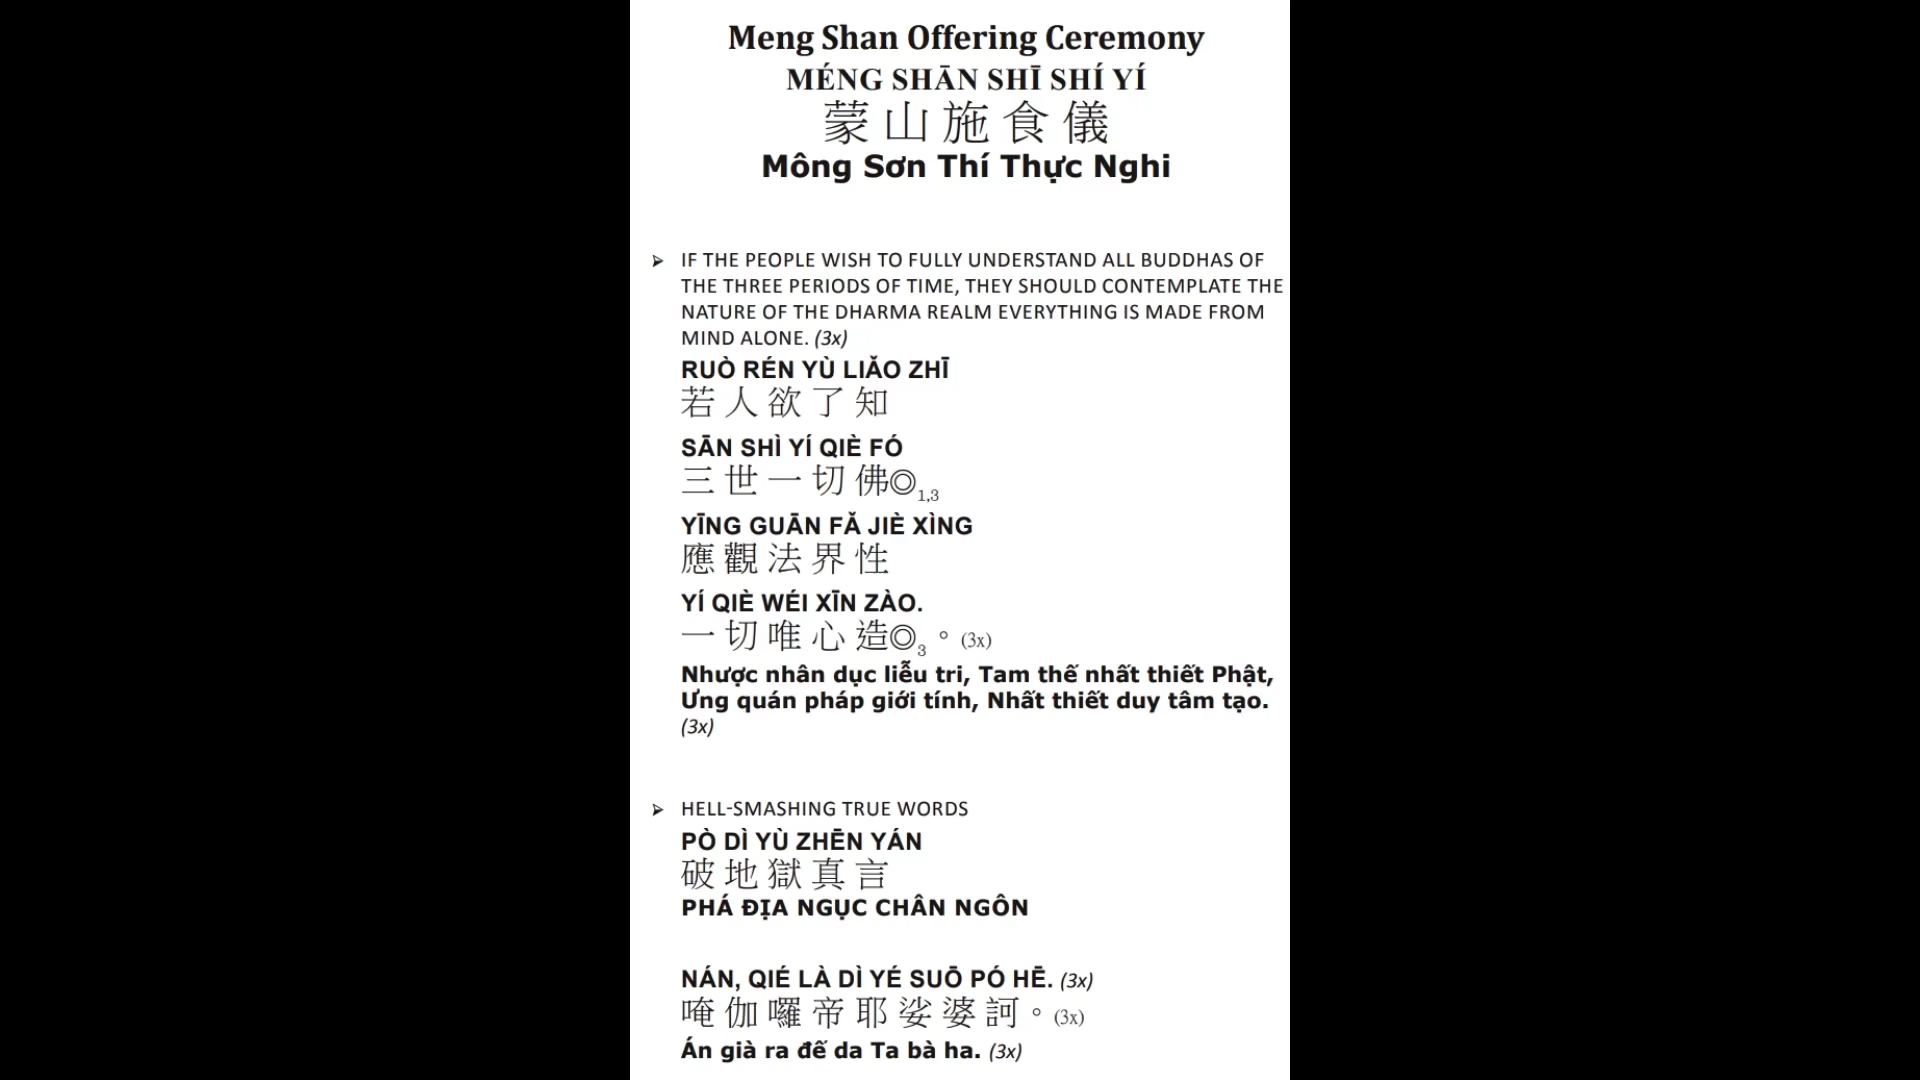 Meng Shan Offering Ceremony
MÉNG SHĀN SHĪ SHÍ YÍ
蒙山施食儀
Mông Sơn Thí Thực Nghi
➢ IF THE PEOPLE WISH TO FULLY UNDERSTAND ALL BUDDHAS OF
THE THREE PERIODS OF TIME, THEY SHOULD CONTEMPLATE THE
NATURE OF THE DHARMA REALM EVERYTHING IS MADE FROM
MIND ALONE. (3x)
RUÒ RÉN YÙ LIǍO ZHĪ
若人欲了知
SĀN SHÌ YÍ QIÈ FÓ
三世一切佛◎1,3
YĪNG GUĀN FǍ JIÈ XÌNG
應觀法界性
YÍ QIÈ WÉI XĪN ZÀO.
一切唯心造◎3。(3x)
Nhược nhân dục liễu tri, Tam thế nhất thiết Phật,
Ưng quán pháp giới tính, Nhất thiết duy tâm tạo.
(3x)
➢ HELL-SMASHING TRUE WORDS
PÒ DÌ YÙ ZHĒN YÁN
破地獄真言
PHÁ ĐỊA NGỤC CHÂN NGÔN
NÁN, QIÉ LÀ DÌ YÉ SUŌ PÓ HĒ. (3x)
唵伽囉帝耶娑婆訶。(3x)
Án già ra đế da Ta bà ha. (3x)